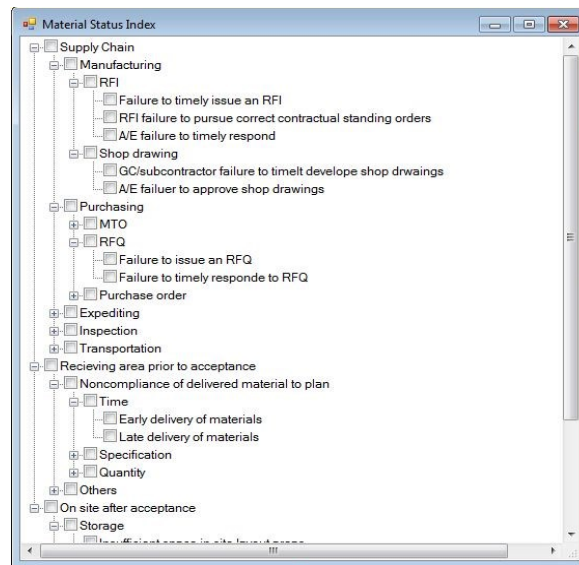 Material Status Index
Supply Chain
Manufacturing
RFI
Failure to timely issue an RFI
RFI failure to pursue correct contractual standing orders
A/E failure to timely respond
Shop drawing
GC/subcontractor failure to timelt develope shop drwaings
A/E failuer to approve shop drawings
Purchasing
MTO
RFQ
Failure to issue an RFQ
Failure to timely responde to RFQ
Purchase order
Expediting
Inspection
Transportation
Recieving area prior to acceptance
Noncompliance of delivered material to plan
Time
Early delivery of materials
Late delivery of materials
Specification
Quantity
Others
On site after acceptance
Storage